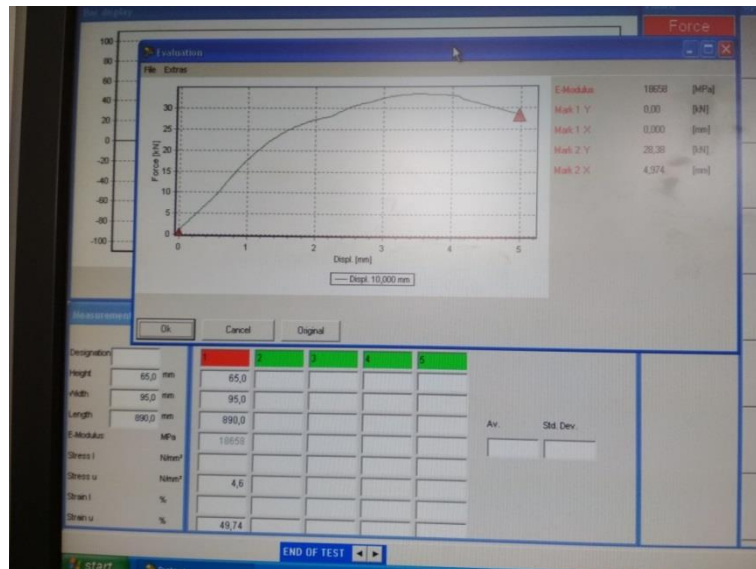 Bar display
Force
Evaluation
File Extras
100
80
60
40
20
0
-20
-40
-60
-80
-100
Force [kN]
30
25
20
15
10
5
0
0 1 2 3 4 5
Displ. [mm]
Displ. 10,000 mm
E-Modulus 18658 [MPa]
Mark 1 Y 0,00 [kN]
Mark 1 X 0,000 [mm]
Mark 2 Y 28,38 [kN]
Mark 2 X 4,974 [mm]
Ok Cancel Original
Measurement
Designation
Height 65,0 mm
Width 95,0 mm
Length 890,0 mm
E-Modulus MPa
Stress l N/mm²
Stress u N/mm²
Strain l %
Strain u %
1 2 3 4 5
65,0
95,0
890,0
18658
4,6
49,74
Av. Std. Dev.
END OF TEST
start